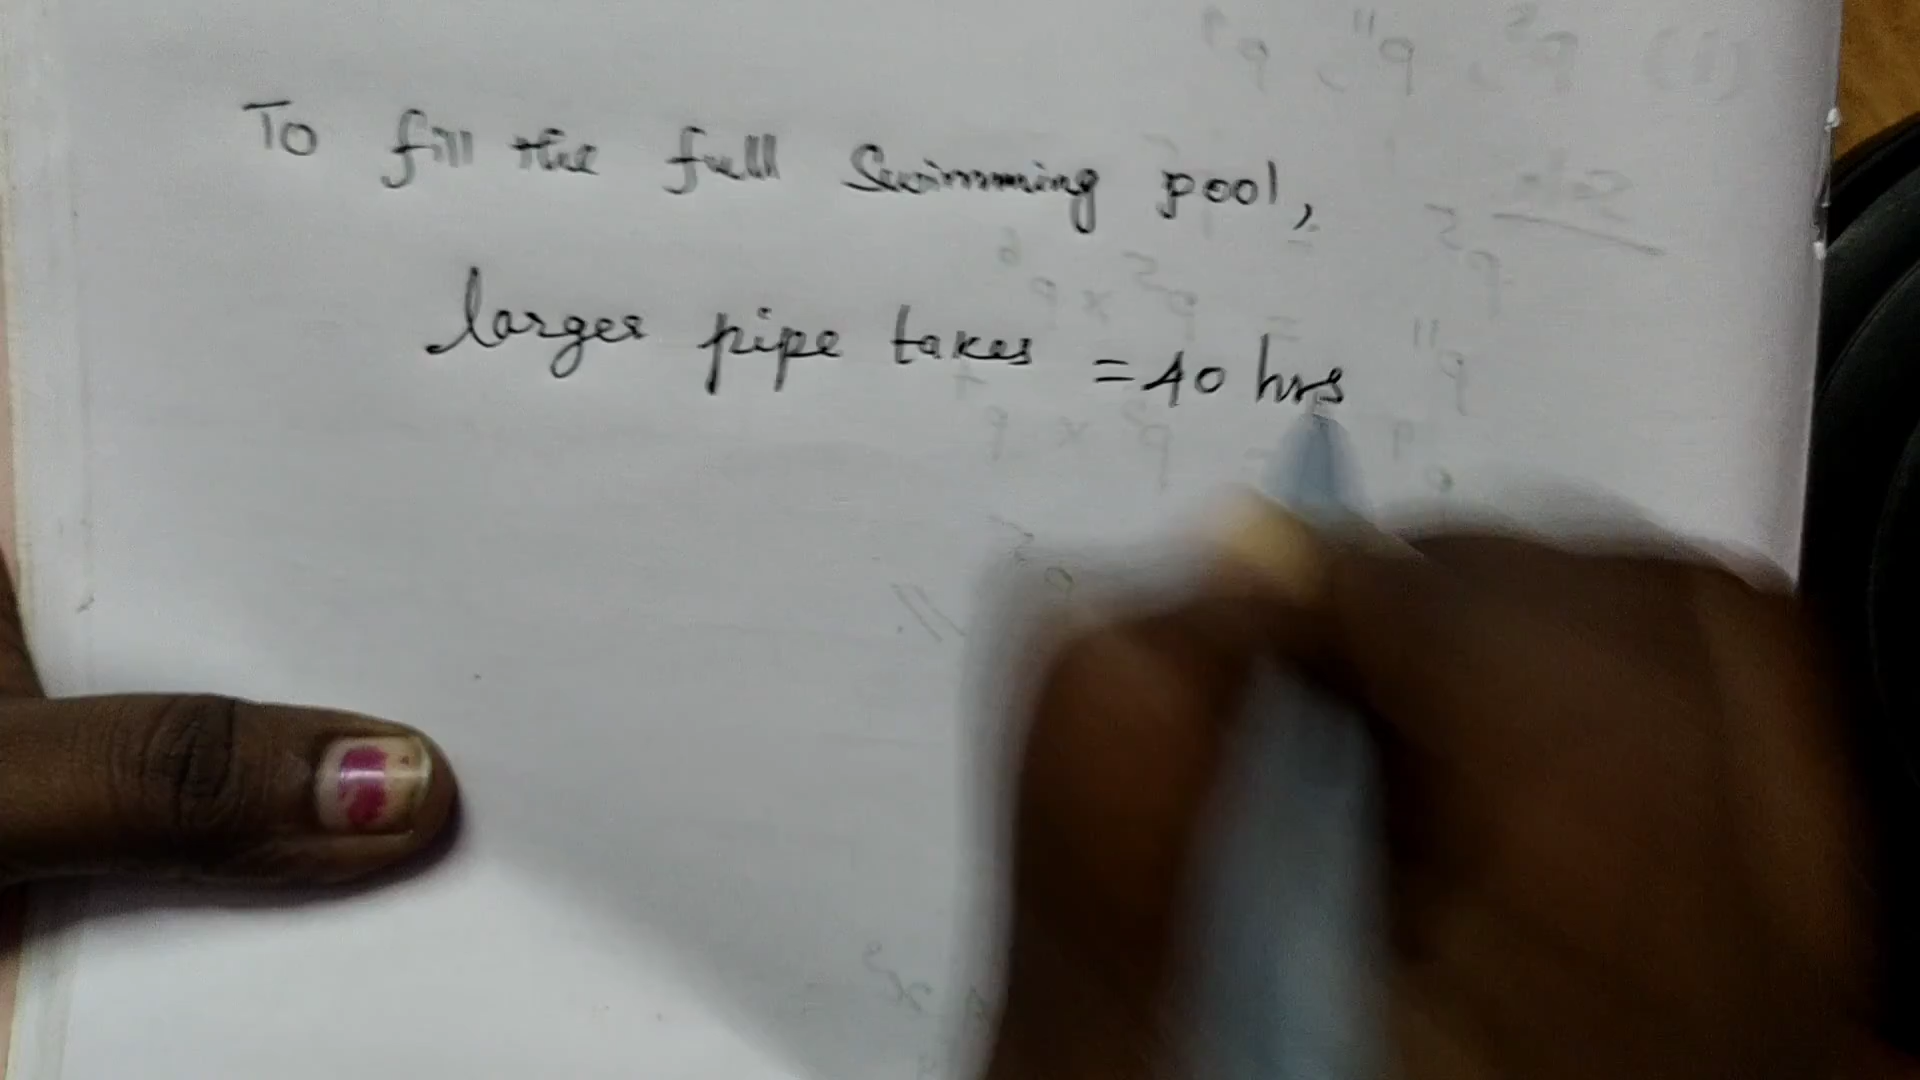 To fill the full Swimming pool,
larger pipe takes = 40 hrs